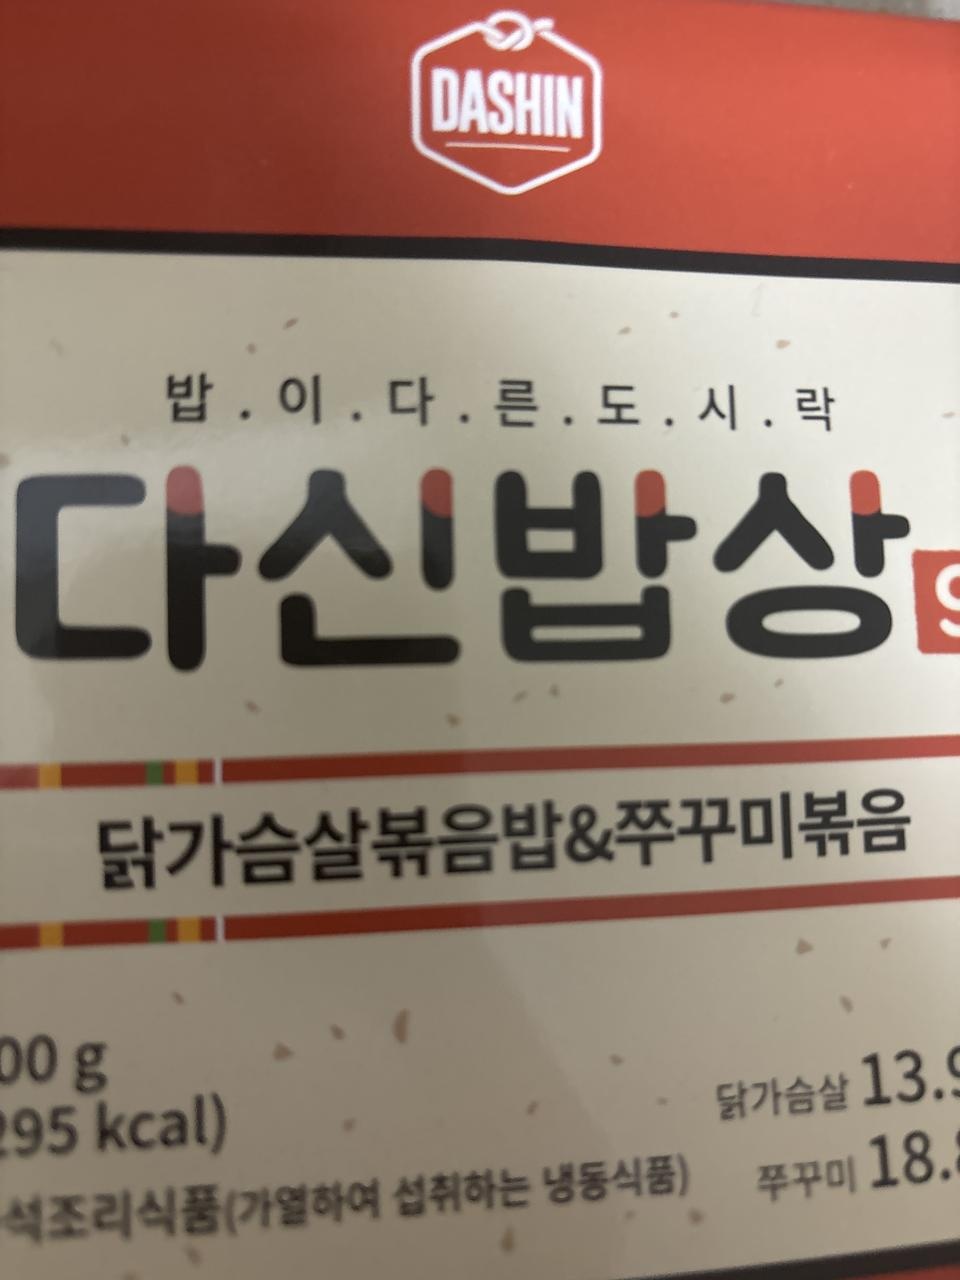 DASHIN
밥.이.다.른.도.시.락
다신밥상
닭가슴살볶음밥&쭈꾸미볶음
00 g
295 kcal)
석조리식품(가열하여 섭취하는 냉동식품)
닭가슴살 13.9
쭈꾸미 18.8